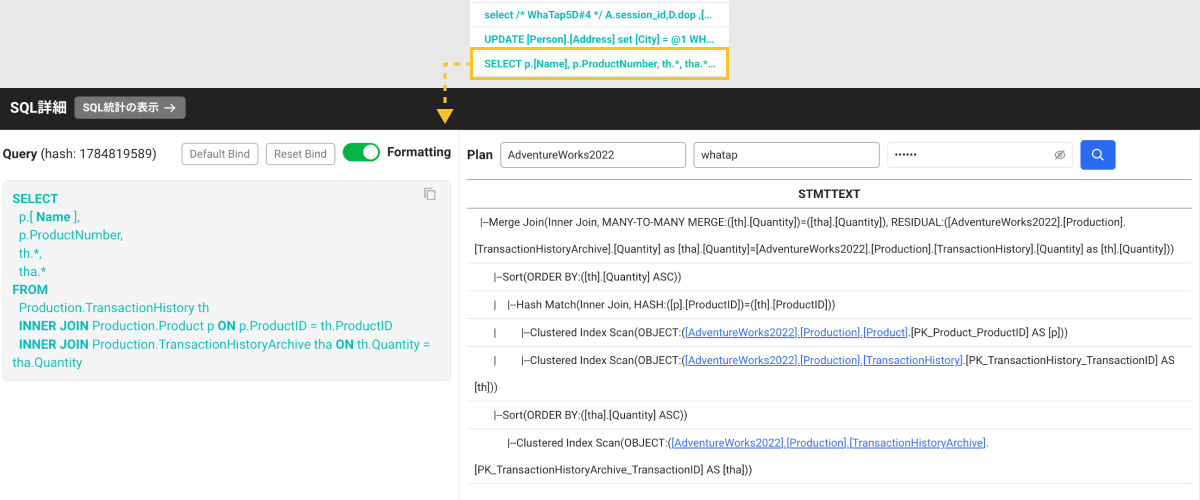 select /* WhaTap5D#4 */ A.session_id,D.dop ,[...
UPDATE [Person].[Address] set [City] = @1 WH...
SELECT p.[Name], p.ProductNumber, th.*, tha.*...
SQL詳細 SQL統計の表示 →
Query (hash: 1784819589) Default Bind Reset Bind Formatting
SELECT
p.[ Name ],
p.ProductNumber,
th.*,
tha.*
FROM
Production.TransactionHistory th
INNER JOIN Production.Product p ON p.ProductID = th.ProductID
INNER JOIN Production.TransactionHistoryArchive tha ON th.Quantity =
tha.Quantity
Plan AdventureWorks2022 whatap ••••••
STMTTEXT
|--Merge Join(Inner Join, MANY-TO-MANY MERGE:([th].[Quantity])=([tha].[Quantity]), RESIDUAL:([AdventureWorks2022].[Production].
[TransactionHistoryArchive].[Quantity] as [tha].[Quantity]=[AdventureWorks2022].[Production].[TransactionHistory].[Quantity] as [th].[Quantity]))
|--Sort(ORDER BY:([th].[Quantity] ASC))
| |--Hash Match(Inner Join, HASH:([p].[ProductID])=([th].[ProductID]))
| |--Clustered Index Scan(OBJECT:([AdventureWorks2022].[Production].[Product].[PK_Product_ProductID] AS [p]))
| |--Clustered Index Scan(OBJECT:([AdventureWorks2022].[Production].[TransactionHistory].[PK_TransactionHistory_TransactionID] AS
[th]))
|--Sort(ORDER BY:([tha].[Quantity] ASC))
|--Clustered Index Scan(OBJECT:([AdventureWorks2022].[Production].[TransactionHistoryArchive].
[PK_TransactionHistoryArchive_TransactionID] AS [tha]))